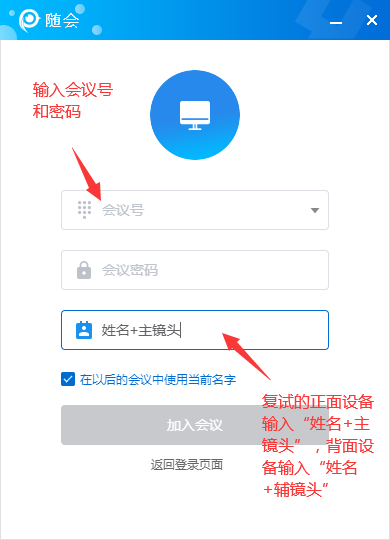 随会
输入会议号
和密码
会议号
会议密码
姓名+主镜头
在以后的会议中使用当前名字
加入会议
返回登录页面
复试的正面设备
输入“姓名+主
镜头”，背面设
备输入“姓名
+辅镜头”